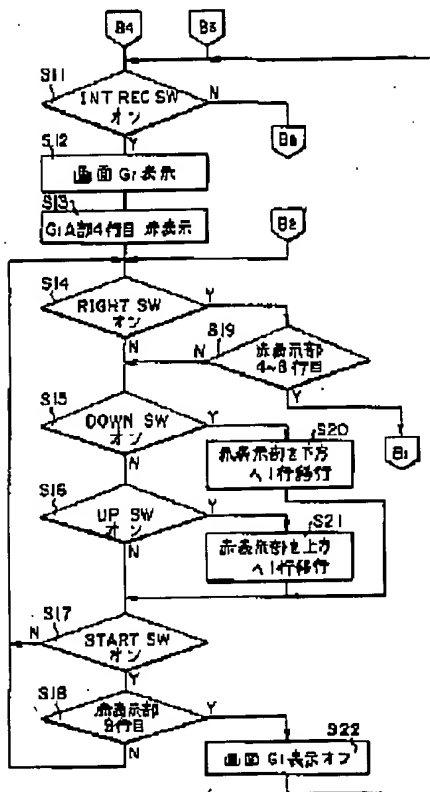 B4
B3
S11
INT REC SW
オン
N
Y
B8
S12
画面 G1 表示
S13
G1A部4行目 赤表示
B2
S14
RIGHT SW
オン
Y
N
S19
赤表示部
4~8行目
N
Y
B1
S15
DOWN SW
オン
Y
N
S20
赤表示部を下方
へ1行移行
S16
UP SW
オン
Y
N
S21
赤表示部を上方
へ1行移行
S17
START SW
オン
N
Y
S18
赤表示部
9行目
Y
N
S22
画面 G1 表示オフ